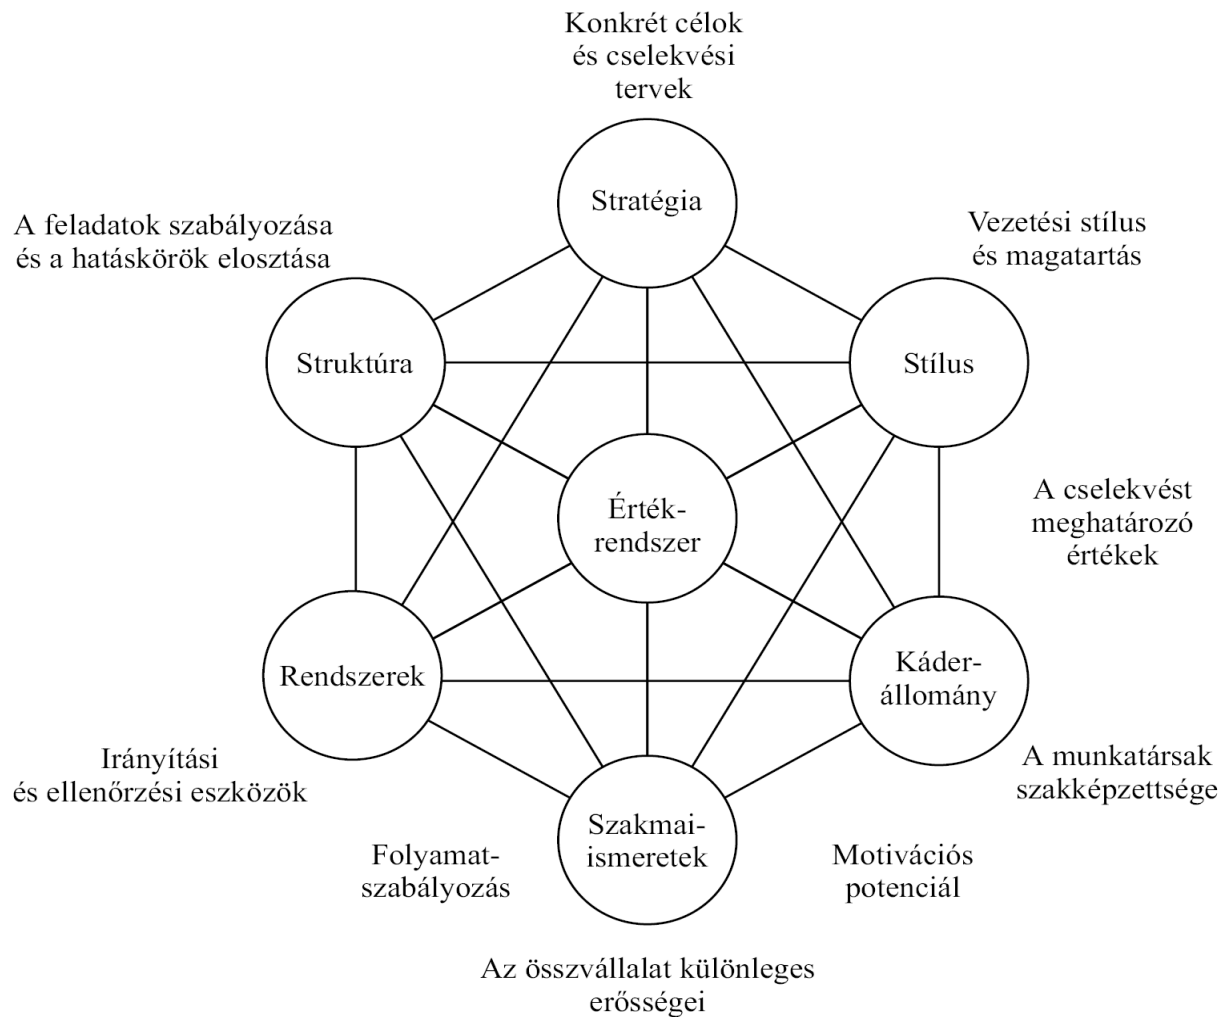 Konkrét célok
és cselekvési
tervek
Stratégia
A feladatok szabályozása
és a hatáskörök elosztása
Vezetési stílus
és magatartás
Struktúra
Stílus
Érték-
rendszer
A cselekvést
meghatározó
értékek
Rendszerek
Káder-
állomány
Irányítási
és ellenőrzési eszközök
A munkatársak
szakképzettsége
Szakmai-
ismeretek
Folyamat-
szabályozás
Motivációs
potenciál
Az összvállalat különleges
erősségei